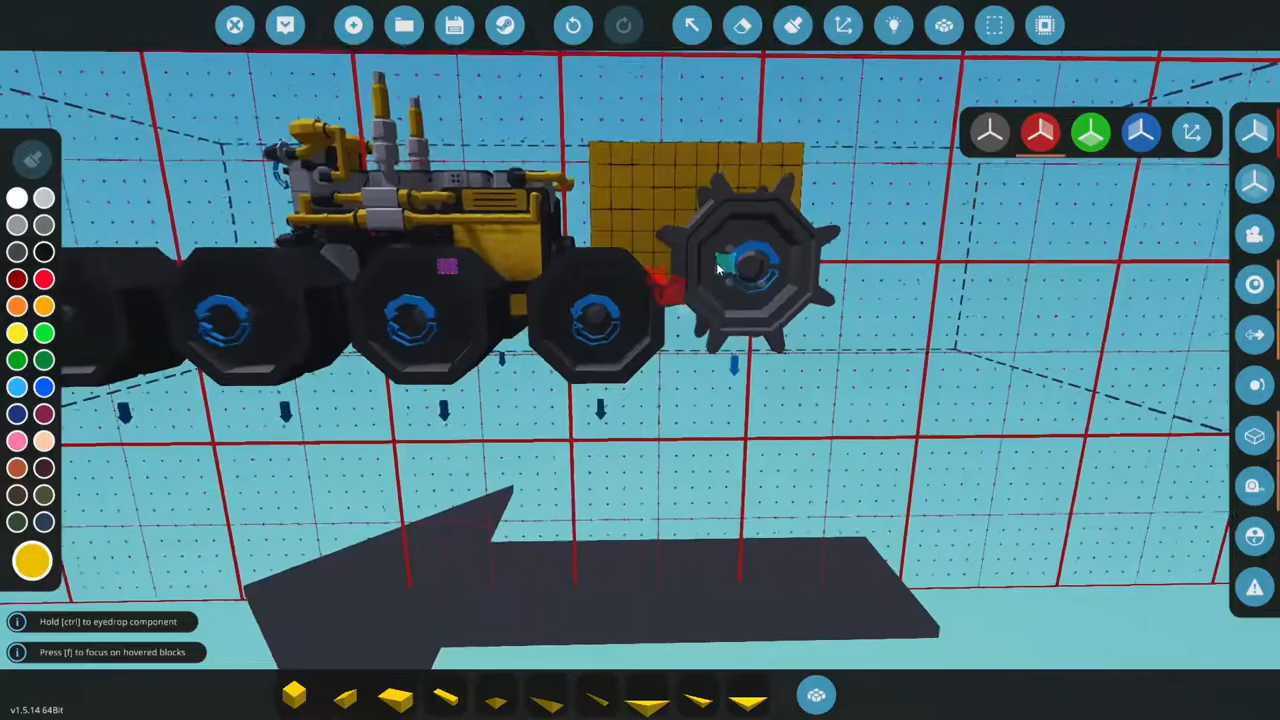 Hold [ctrl] to eyedrop component
Press [f] to focus on hovered blocks
v1.5.14 64Bit